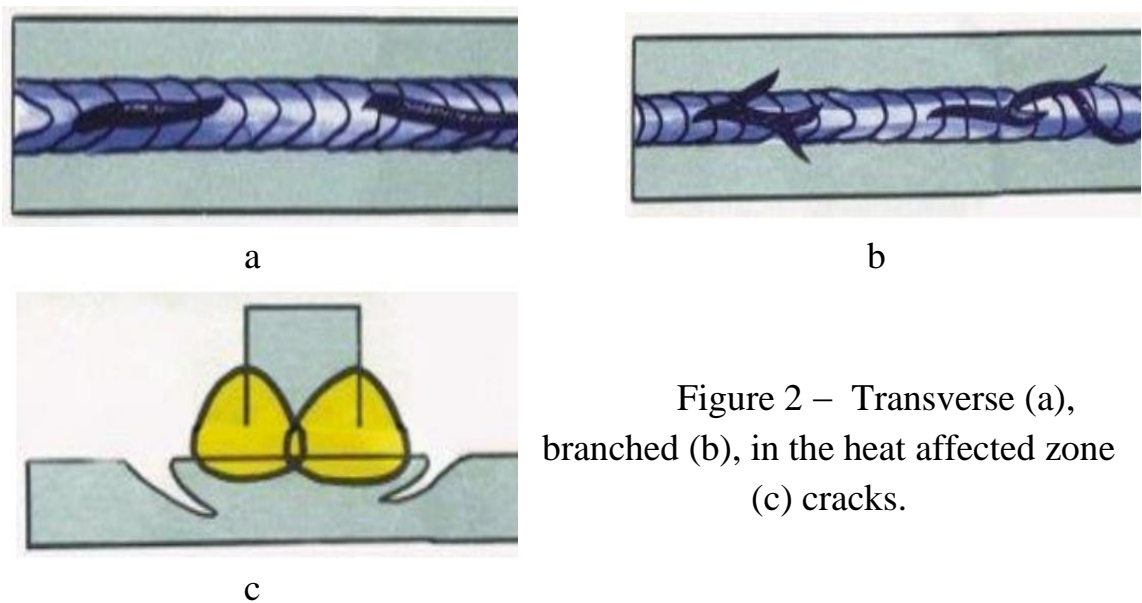 a
b
c
Figure 2 – Transverse (a),
branched (b), in the heat affected zone
(c) cracks.